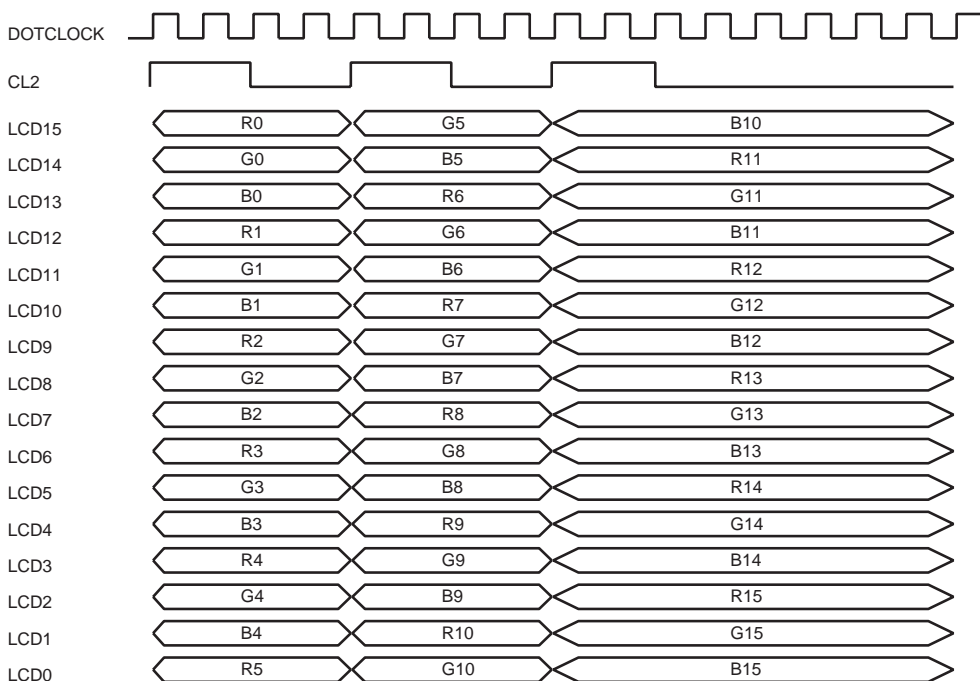 DOTCLOCK
CL2
LCD15 R0 G5 B10
LCD14 G0 B5 R11
LCD13 B0 R6 G11
LCD12 R1 G6 B11
LCD11 G1 B6 R12
LCD10 B1 R7 G12
LCD9 R2 G7 B12
LCD8 G2 B7 R13
LCD7 B2 R8 G13
LCD6 R3 G8 B13
LCD5 G3 B8 R14
LCD4 B3 R9 G14
LCD3 R4 G9 B14
LCD2 G4 B9 R15
LCD1 B4 R10 G15
LCD0 R5 G10 B15